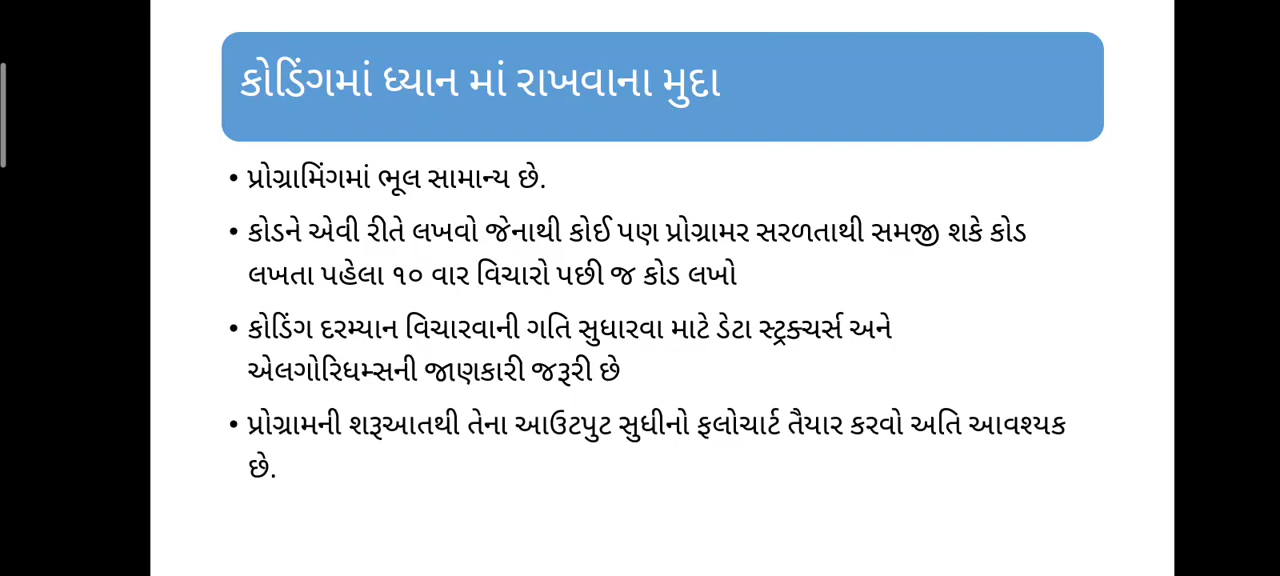 કોડિંગમાં ધ્યાન માં રાખવાના મુદા
• પ્રોગ્રામિંગમાં ભૂલ સામાન્ય છે.
• કોડને એવી રીતે લખવો જેનાથી કોઈ પણ પ્રોગ્રામર સરળતાથી સમજી શકે કોડ
લખતા પહેલા ૧૦ વાર વિચારો પછી જ કોડ લખો
• કોડિંગ દરમ્યાન વિચારવાની ગતિ સુધારવા માટે ડેટા સ્ટ્રક્ચર્સ અને
એલગોરિધમ્સની જાણકારી જરૂરી છે
• પ્રોગ્રામની શરૂઆતથી તેના આઉટપુટ સુધીનો ફલોચાર્ટ તૈયાર કરવો અતિ આવશ્યક
છે.